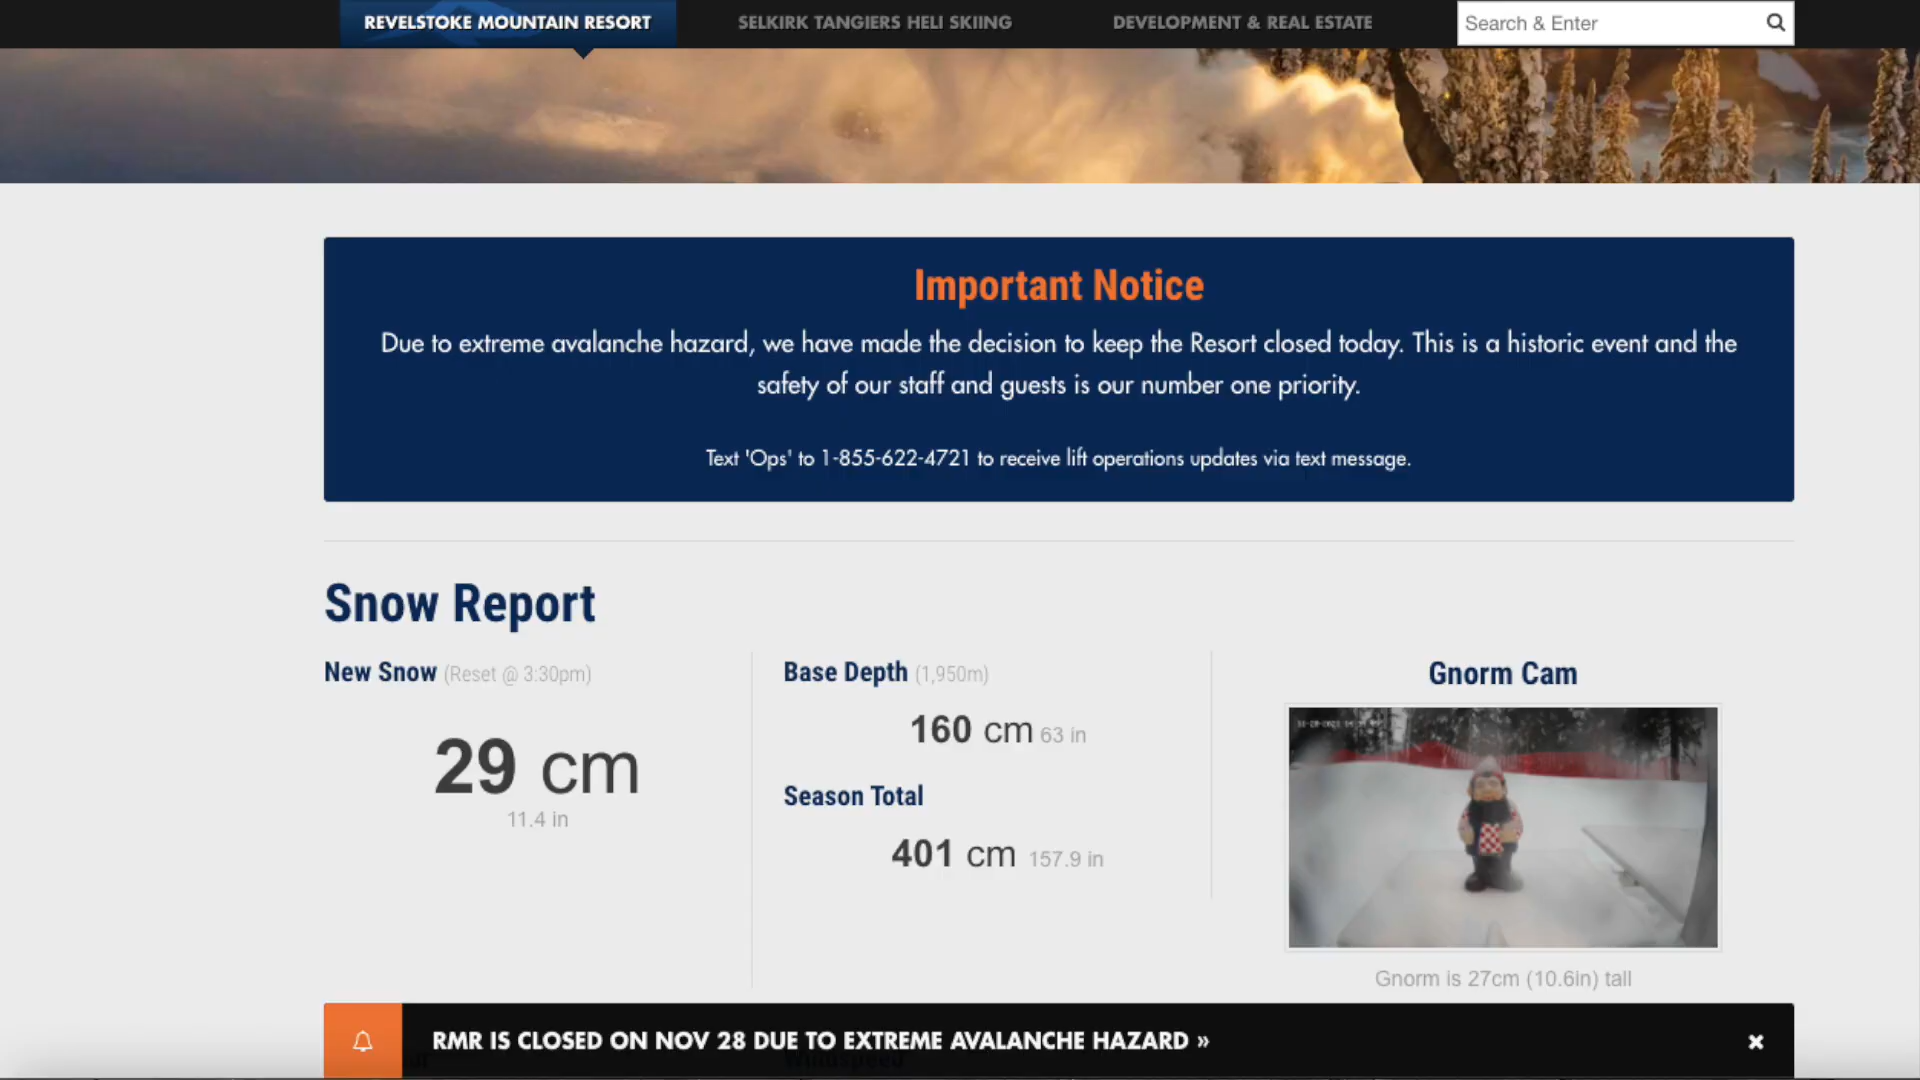 REVELSTOKE MOUNTAIN RESORT
SELKIRK TANGIERS HELI SKIING
DEVELOPMENT & REAL ESTATE
Search & Enter
Important Notice
Due to extreme avalanche hazard, we have made the decision to keep the Resort closed today. This is a historic event and the
safety of our staff and guests is our number one priority.
Text 'Ops' to 1-855-622-4721 to receive lift operations updates via text message.
Snow Report
New Snow (Reset @ 3:30pm)
29 cm
11.4 in
Base Depth (1,950m)
160 cm 63 in
Season Total
401 cm 157.9 in
Gnorm Cam
Gnorm is 27cm (10.6in) tall
RMR IS CLOSED ON NOV 28 DUE TO EXTREME AVALANCHE HAZARD »
Windspeed